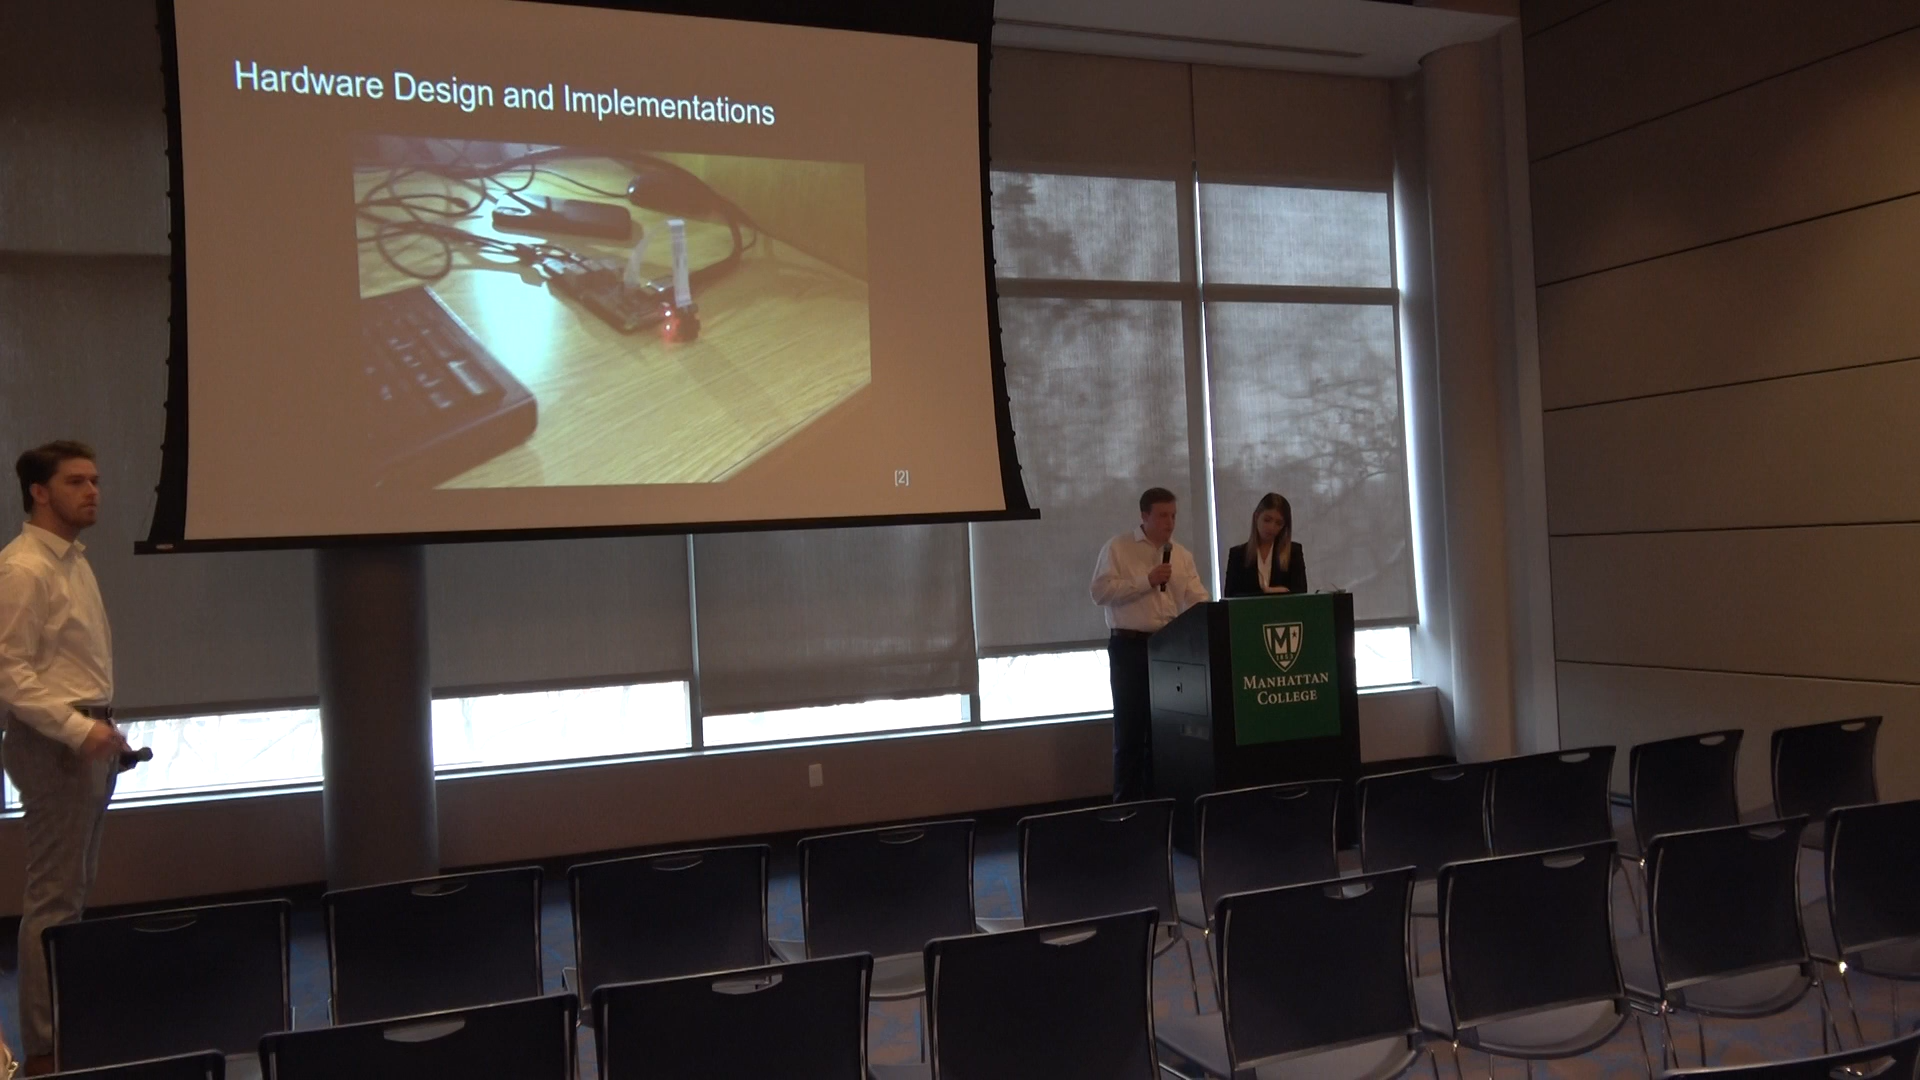 Hardware Design and Implementations
[2]
M
MANHATTAN
COLLEGE